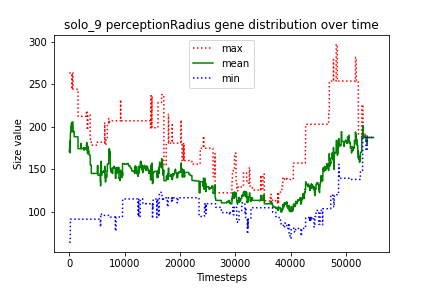 solo_9 perceptionRadius gene distribution over time
max
mean
min
Size value
300
250
200
150
100
0
10000
20000
30000
40000
50000
Timesteps